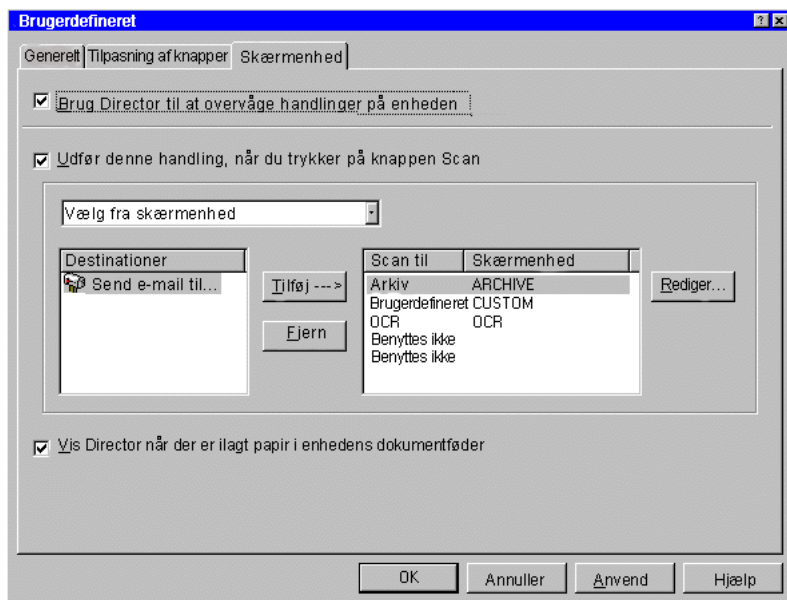 Brugerdefineret
Generelt Tilpasning af knapper Skærmenhed
Brug Director til at overvåge handlinger på enheden
Udfør denne handling, når du trykker på knappen Scan
Vælg fra skærmenhed
Destinationer
Send e-mail til...
Tilføj --->
Fjern
Scan til Skærmenhed
Arkiv ARCHIVE
Brugerdefineret CUSTOM
OCR OCR
Benyttes ikke
Benyttes ikke
Rediger...
Vis Director når der er ilagt papir i enhedens dokumentføder
OK Annuller Anvend Hjælp